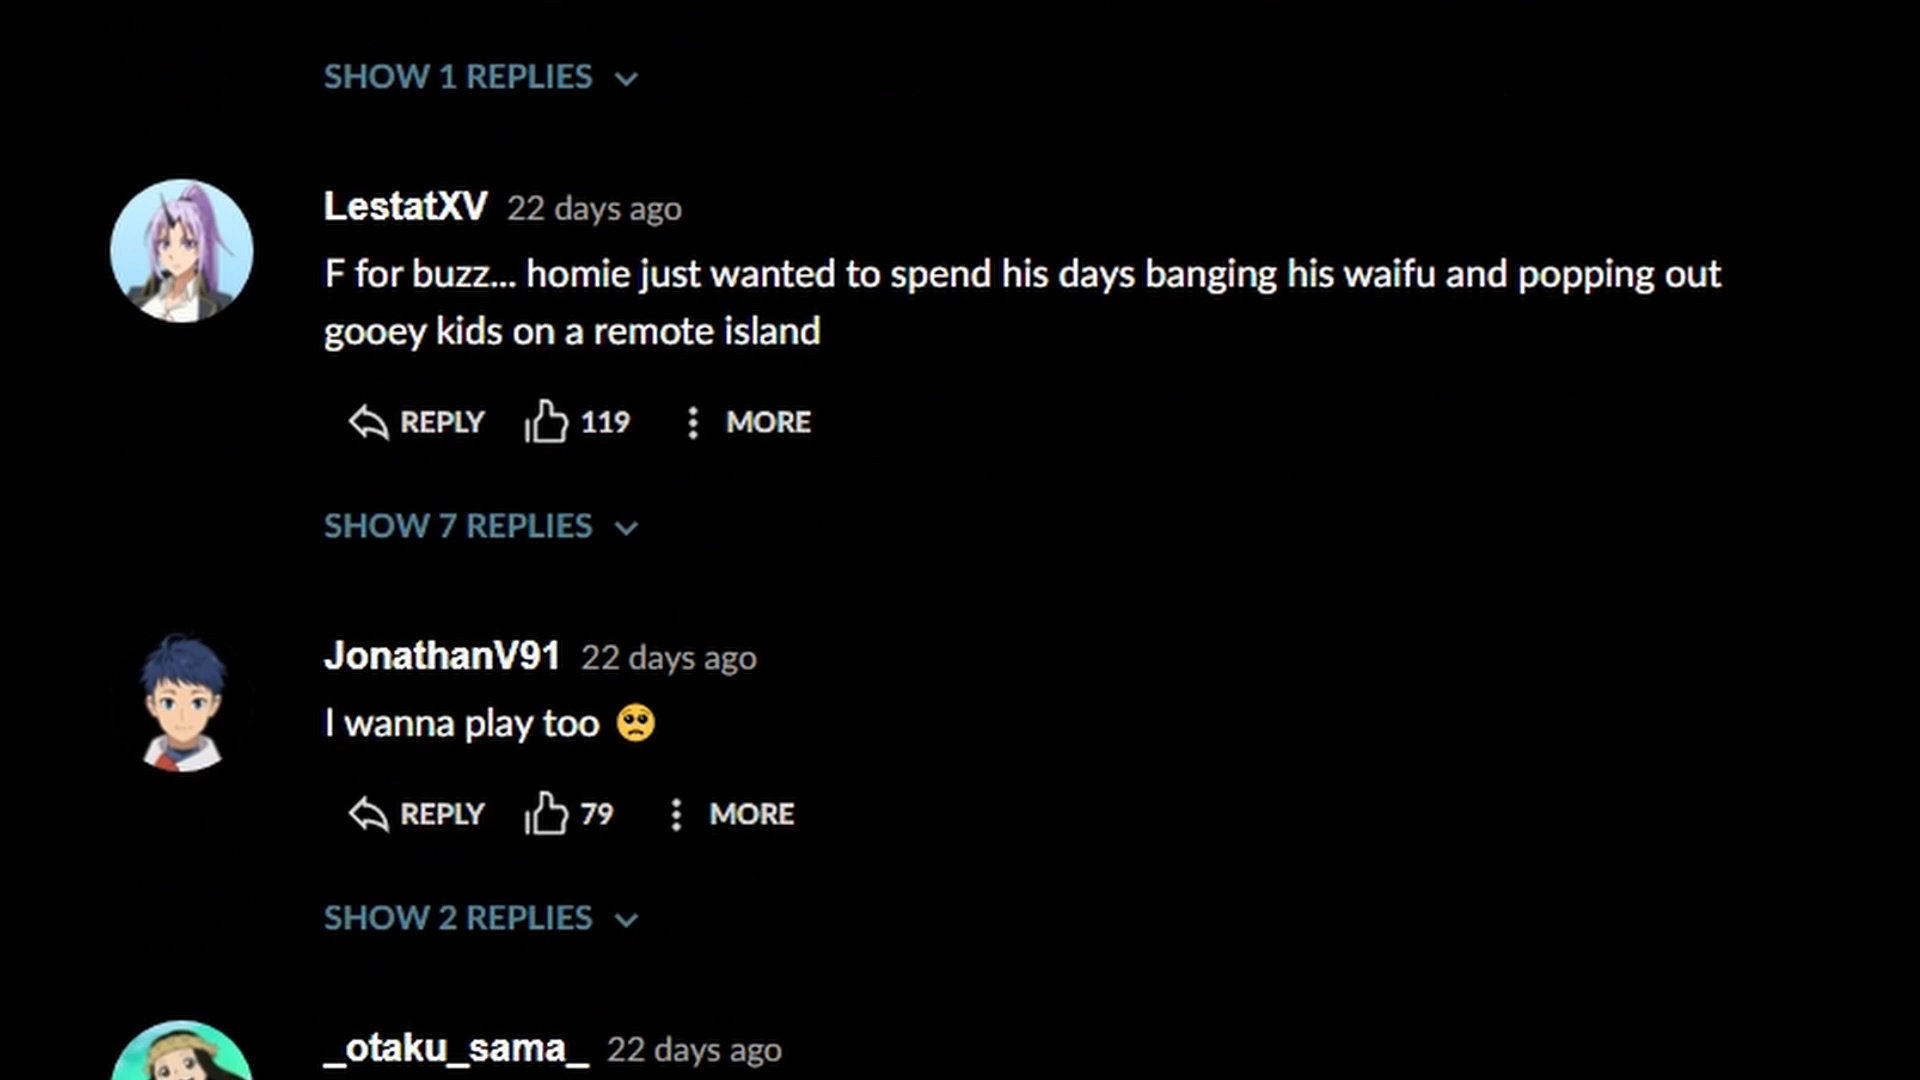 SHOW 1 REPLIES
LestatXV 22 days ago
F for buzz... homie just wanted to spend his days banging his waifu and popping out
gooey kids on a remote island
REPLY 119 MORE
SHOW 7 REPLIES
JonathanV91 22 days ago
I wanna play too 🥺
REPLY 79 MORE
SHOW 2 REPLIES
_otaku_sama_ 22 days ago